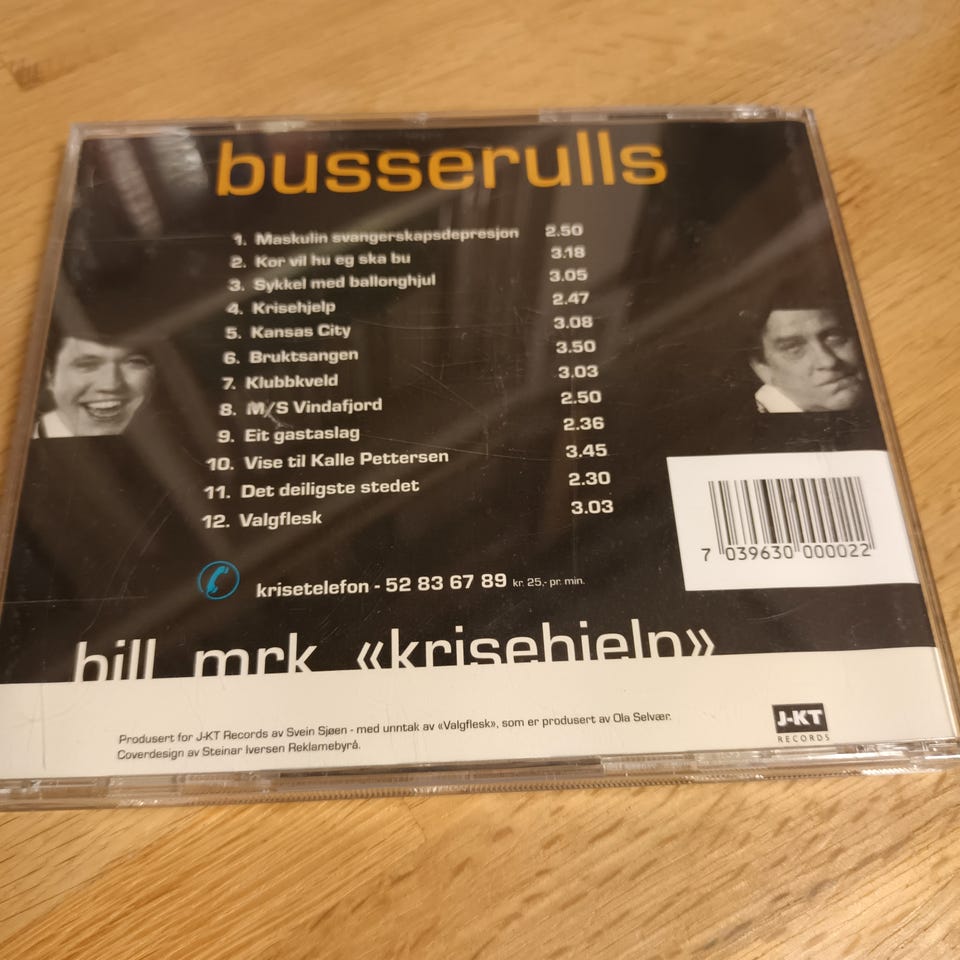 busserulls
1. Maskulin svangerskapsdepresjon 2.50
2. Kor vil hu eg ska bu 3.18
3. Sykkel med ballonghjul 3.05
4. Krisehjelp 2.47
5. Kansas City 3.08
6. Bruktsangen 3.50
7. Klubbkveld 3.03
8. M/S Vindafjord 2.50
9. Eit gastaslag 2.36
10. Vise til Kalle Pettersen 3.45
11. Det deiligste stedet 2.30
12. Valgflesk 3.03
7 039630 000022
krisetelefon - 52 83 67 89 kr. 25,- pr. min.
bill. mrk. «krisehjelp»
Produsert for J-KT Records av Svein Sjøen - med unntak av «Valgflesk», som er produsert av Ola Selvær.
Coverdesign av Steinar Iversen Reklamebyrå.
J-KT
RECORDS